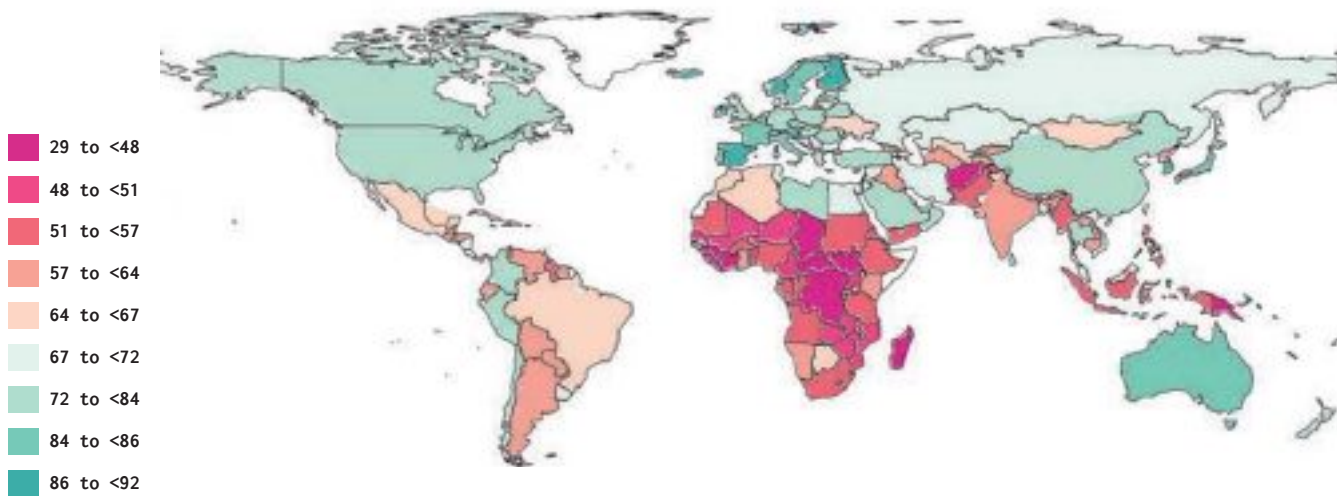 29 to <48
48 to <51
51 to <57
57 to <64
64 to <67
67 to <72
72 to <84
84 to <86
86 to <92